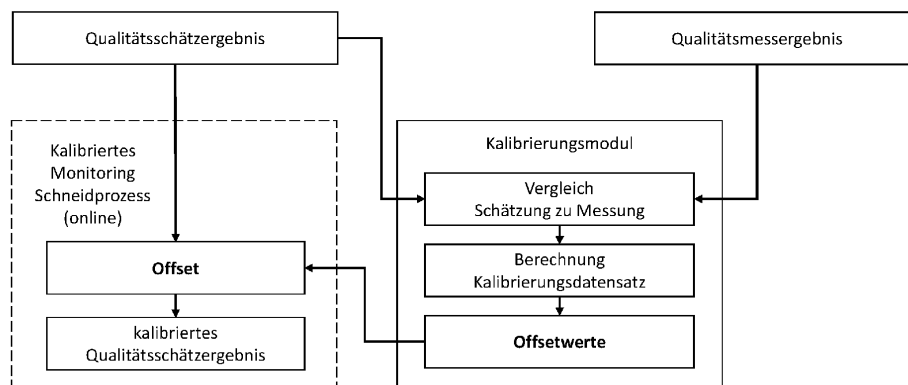 Qualitätsschätzergebnis
Qualitätsmessergebnis
Kalibriertes
Monitoring
Schneidprozess
(online)
Offset
kalibriertes
Qualitätsschätzergebnis
Kalibrierungsmodul
Vergleich
Schätzung zu Messung
Berechnung
Kalibrierungsdatensatz
Offsetwerte